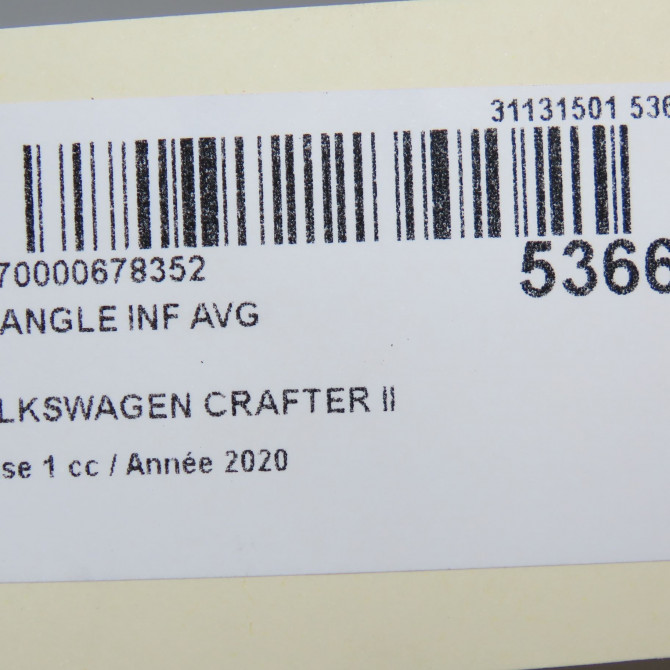 31131501 536
70000678352
5366
ANGLE INF AVG
LKSWAGEN CRAFTER II
se 1 cc / Année 2020